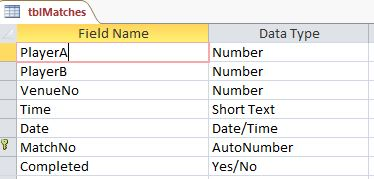 tblMatches
Field Name Data Type
PlayerA Number
PlayerB Number
VenueNo Number
Time Short Text
Date Date/Time
MatchNo AutoNumber
Completed Yes/No